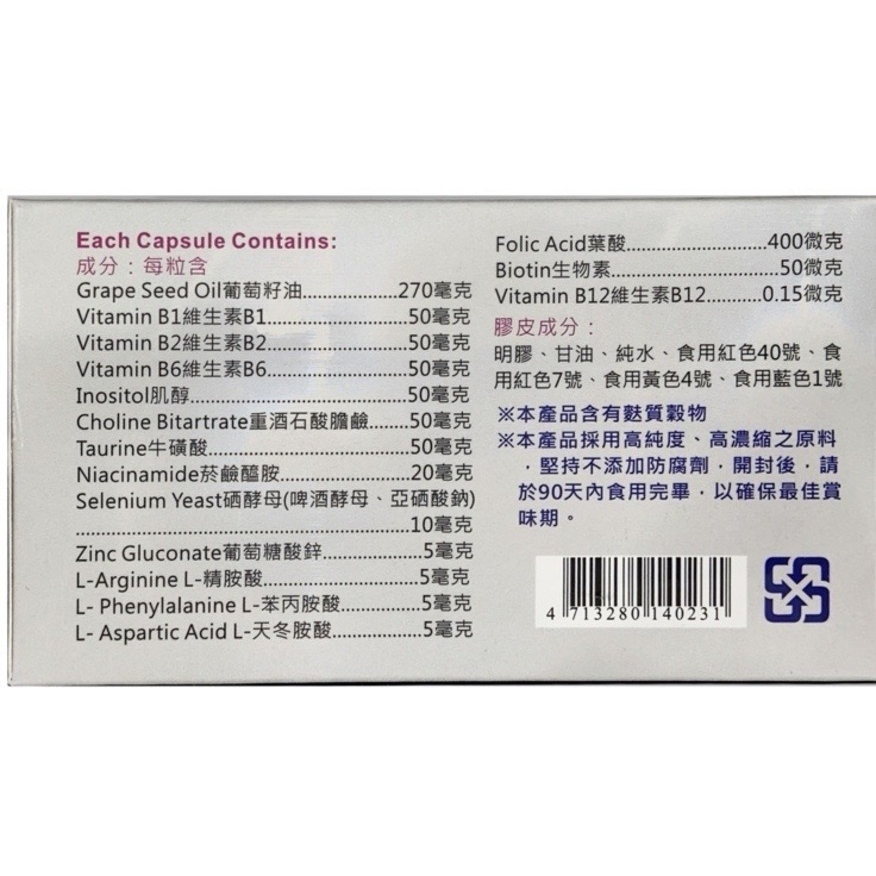 Each Capsule Contains:
成分：每粒含
Grape Seed Oil葡萄籽油....................270毫克
Vitamin B1維生素B1..............................50毫克
Vitamin B2維生素B2..............................50毫克
Vitamin B6維生素B6..............................50毫克
Inositol肌醇..............................................50毫克
Choline Bitartrate重酒石酸膽鹼........50毫克
Taurine牛磺酸..........................................50毫克
Niacinamide菸鹼醯胺..........................20毫克
Selenium Yeast硒酵母(啤酒酵母、亞硒酸鈉)
......................................................................10毫克
Zinc Gluconate葡萄糖酸鋅.....................5毫克
L-Arginine L-精胺酸.................................5毫克
L- Phenylalanine L-苯丙胺酸.................5毫克
L- Aspartic Acid L-天冬胺酸...................5毫克
Folic Acid葉酸..............................400微克
Biotin生物素....................................50微克
Vitamin B12維生素B12............0.15微克
膠皮成分：
明膠、甘油、純水、食用紅色40號、食
用紅色7號、食用黃色4號、食用藍色1號
※本產品含有麩質穀物
※本產品採用高純度、高濃縮之原料
，堅持不添加防腐劑，開封後，請
於90天內食用完畢，以確保最佳賞
味期。
4 713280 140231